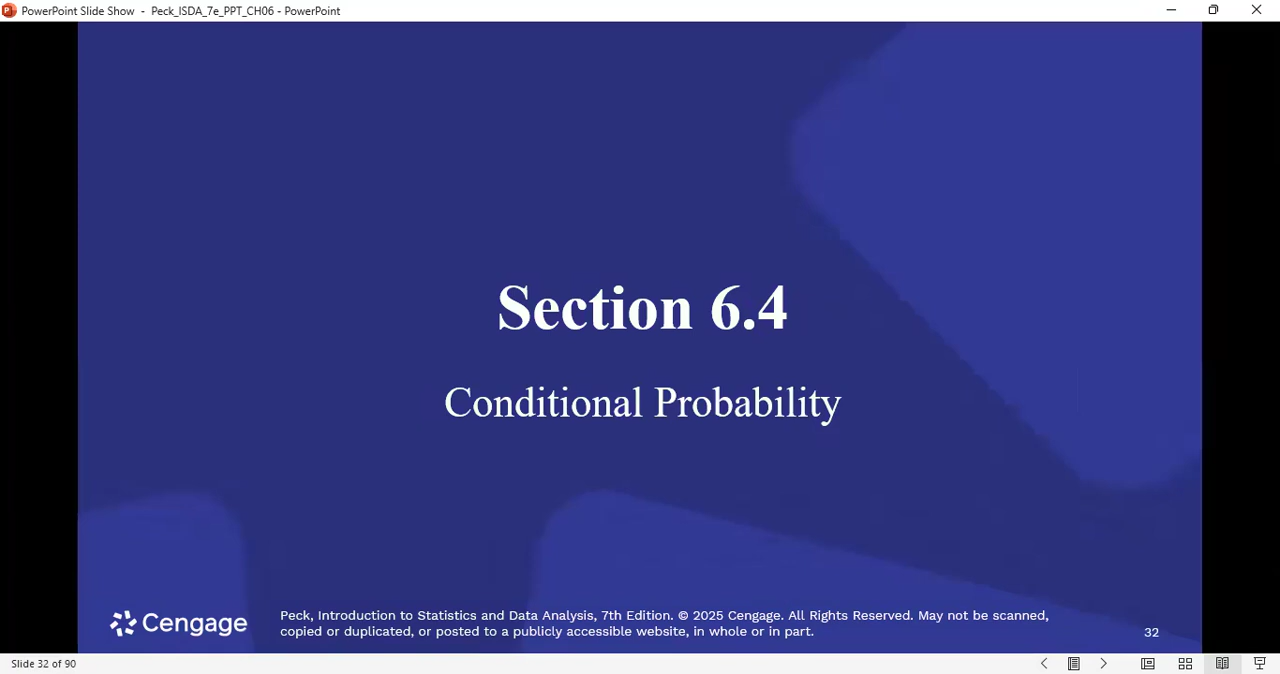 PowerPoint Slide Show - Peck_ISDA_7e_PPT_CH06 - PowerPoint
Section 6.4
Conditional Probability
Cengage
Peck, Introduction to Statistics and Data Analysis, 7th Edition. © 2025 Cengage. All Rights Reserved. May not be scanned,
copied or duplicated, or posted to a publicly accessible website, in whole or in part.
32
Slide 32 of 90